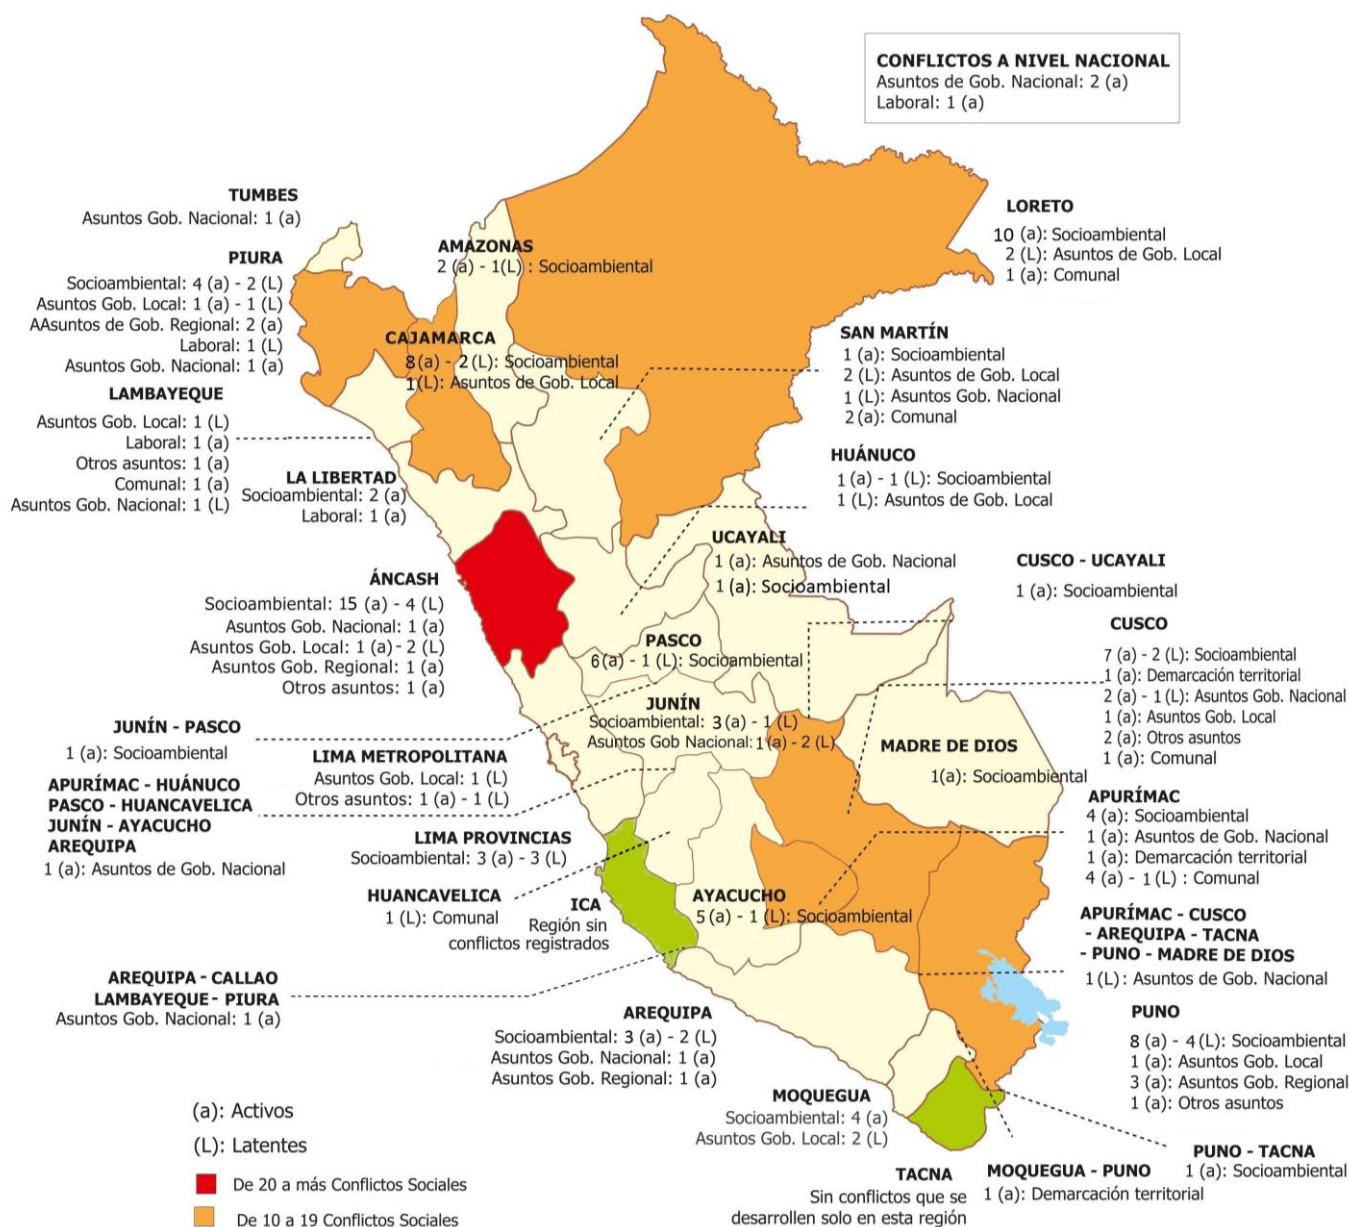 CONFLICTOS A NIVEL NACIONAL
Asuntos de Gob. Nacional: 2 (a)
Laboral: 1 (a)
TUMBES
Asuntos Gob. Nacional: 1 (a)
PIURA
Socioambiental: 4 (a) - 2 (L)
Asuntos Gob. Local: 1 (a) - 1 (L)
AAsuntos de Gob. Regional: 2 (a)
Laboral: 1 (L)
Asuntos Gob. Nacional: 1 (a)
LAMBAYEQUE
Asuntos Gob. Local: 1 (L)
Laboral: 1 (a)
Otros asuntos: 1 (a)
Comunal: 1 (a)
Asuntos Gob. Nacional: 1 (L)
AMAZONAS
2 (a) - 1(L) : Socioambiental
CAJAMARCA
8(a) - 2(L): Socioambiental
1(L): Asuntos de Gob. Local
LORETO
10 (a): Socioambiental
2 (L): Asuntos de Gob. Local
1 (a): Comunal
SAN MARTÍN
1 (a): Socioambiental
2 (L): Asuntos de Gob. Local
1 (L): Asuntos Gob. Nacional
2 (a): Comunal
HUÁNUCO
1 (a) - 1 (L): Socioambiental
1 (L): Asuntos de Gob. Local
LA LIBERTAD
Socioambiental: 2 (a)
Laboral: 1 (a)
UCAYALI
1 (a): Asuntos de Gob. Nacional
1 (a): Socioambiental
CUSCO - UCAYALI
1 (a): Socioambiental
ÁNCASH
Socioambiental: 15 (a) - 4 (L)
Asuntos Gob. Nacional: 1 (a)
Asuntos Gob. Local: 1 (a) - 2 (L)
Asuntos Gob. Regional: 1 (a)
Otros asuntos: 1 (a)
PASCO
6(a) - 1 (L): Socioambiental
CUSCO
7 (a) - 2 (L): Socioambiental
1 (a): Demarcación territorial
2 (a) - 1 (L): Asuntos Gob. Nacional
1 (a): Asuntos Gob. Local
2 (a): Otros asuntos
1 (a): Comunal
JUNÍN
Socioambiental: 3 (a) - 1 (L)
Asuntos Gob Nacional: 1 (a) - 2 (L)
JUNÍN - PASCO
1 (a): Socioambiental
MADRE DE DIOS
1(a): Socioambiental
LIMA METROPOLITANA
Asuntos Gob. Local: 1 (L)
Otros asuntos: 1 (a) - 1 (L)
APURÍMAC - HUÁNUCO
PASCO - HUANCAVELICA
JUNÍN - AYACUCHO
AREQUIPA
1 (a): Asuntos de Gob. Nacional
APURÍMAC
4 (a): Socioambiental
1 (a): Asuntos de Gob. Nacional
1 (a): Demarcación territorial
4 (a) - 1 (L) : Comunal
LIMA PROVINCIAS
Socioambiental: 3 (a) - 3 (L)
HUANCAVELICA
1 (L): Comunal
ICA
Región sin
conflictos registrados
AYACUCHO
5 (a) - 1 (L): Socioambiental
APURÍMAC - CUSCO
- AREQUIPA - TACNA
- PUNO - MADRE DE DIOS
1 (L): Asuntos de Gob. Nacional
AREQUIPA - CALLAO
LAMBAYEQUE - PIURA
Asuntos Gob. Nacional: 1 (a)
AREQUIPA
Socioambiental: 3 (a) - 2 (L)
Asuntos Gob. Nacional: 1 (a)
Asuntos Gob. Regional: 1 (a)
PUNO
8 (a) - 4 (L): Socioambiental
1 (a): Asuntos Gob. Local
3 (a): Asuntos Gob. Regional
1 (a): Otros asuntos
MOQUEGUA
Socioambiental: 4 (a)
Asuntos Gob. Local: 2 (L)
PUNO - TACNA
1 (a): Socioambiental
TACNA
Sin conflictos que se
desarrollen solo en esta región
MOQUEGUA - PUNO
1 (a): Demarcación territorial
(a): Activos
(L): Latentes
De 20 a más Conflictos Sociales
De 10 a 19 Conflictos Sociales